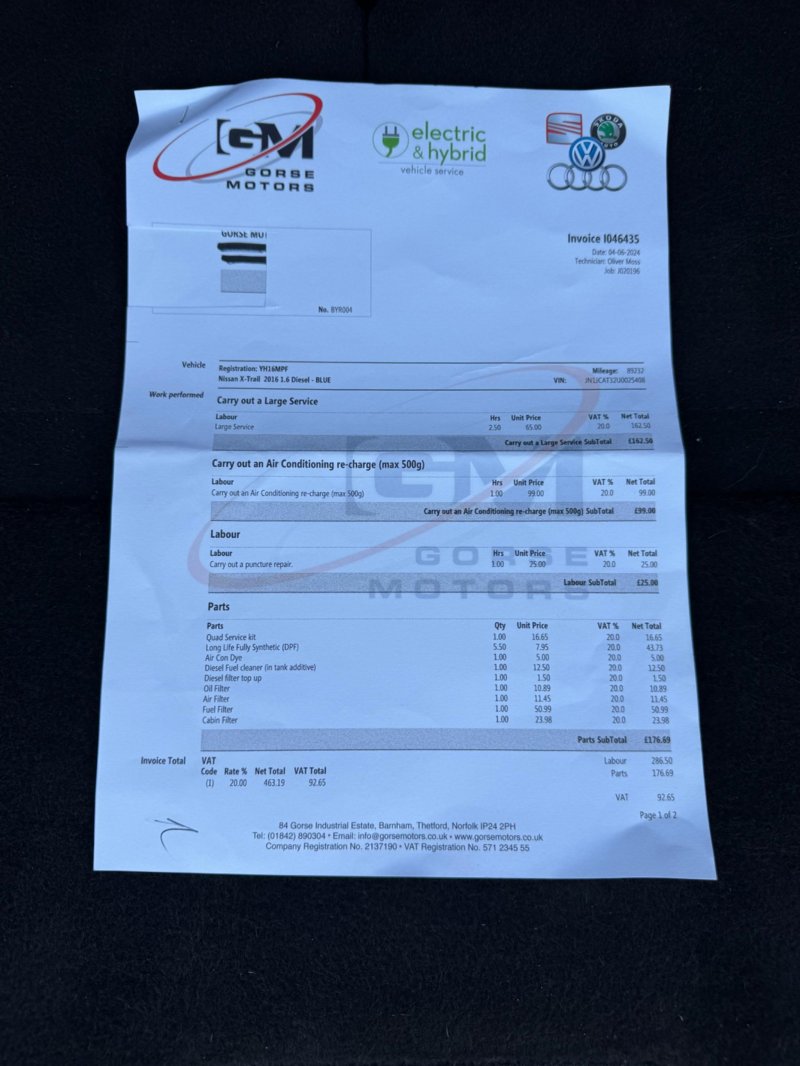 GM
GORSE
MOTORS
electric
& hybrid
vehicle service
SKODA
VW
GORSE MOT
Invoice I046435
Date: 04-06-2024
Technician: Oliver Moss
Job: J020196
No. BYR004
Vehicle
Registration: YH16MPF
Mileage: 89232
Nissan X-Trail 2016 1.6 Diesel - BLUE
VIN:
Work performed
Carry out a Large Service
Labour Hrs Unit Price VAT % Net Total
Large Service 2.50 65.00 20.0 162.50
Carry out a Large Service SubTotal £162.50
Carry out an Air Conditioning re-charge (max 500g)
Labour Hrs Unit Price VAT % Net Total
Carry out an Air Conditioning re-charge (max 500g) 1.00 99.00 20.0 99.00
Carry out an Air Conditioning re-charge (max 500g) SubTotal £99.00
GM
GORSE
MOTORS
Labour
Labour Hrs Unit Price VAT % Net Total
Carry out a puncture repair. 1.00 25.00 20.0 25.00
Labour SubTotal £25.00
Parts
Parts Qty Unit Price VAT % Net Total
Quad Service kit 1.00 16.65 20.0 16.65
Long Life Fully Synthetic (DPF) 5.50 7.95 20.0 43.73
Air Con Dye 1.00 5.00 20.0 5.00
Diesel Fuel cleaner (in tank additive) 1.00 12.50 20.0 12.50
Diesel filter top up 1.00 1.50 20.0 1.50
Oil Filter 1.00 10.89 20.0 10.89
Air Filter 1.00 11.45 20.0 11.45
Fuel Filter 1.00 50.99 20.0 50.99
Cabin Filter 1.00 23.98 20.0 23.98
Parts SubTotal £176.69
Invoice Total VAT Labour 286.50
Code Rate % Net Total VAT Total Parts 176.69
(1) 20.00 463.19 92.65
VAT 92.65
Page 1 of 2
84 Gorse Industrial Estate, Barnham, Thetford, Norfolk IP24 2PH
Tel: (01842) 890304 • Email: info@gorsemotors.co.uk • www.gorsemotors.co.uk
Company Registration No. 2137190 • VAT Registration No. 571 2345 55